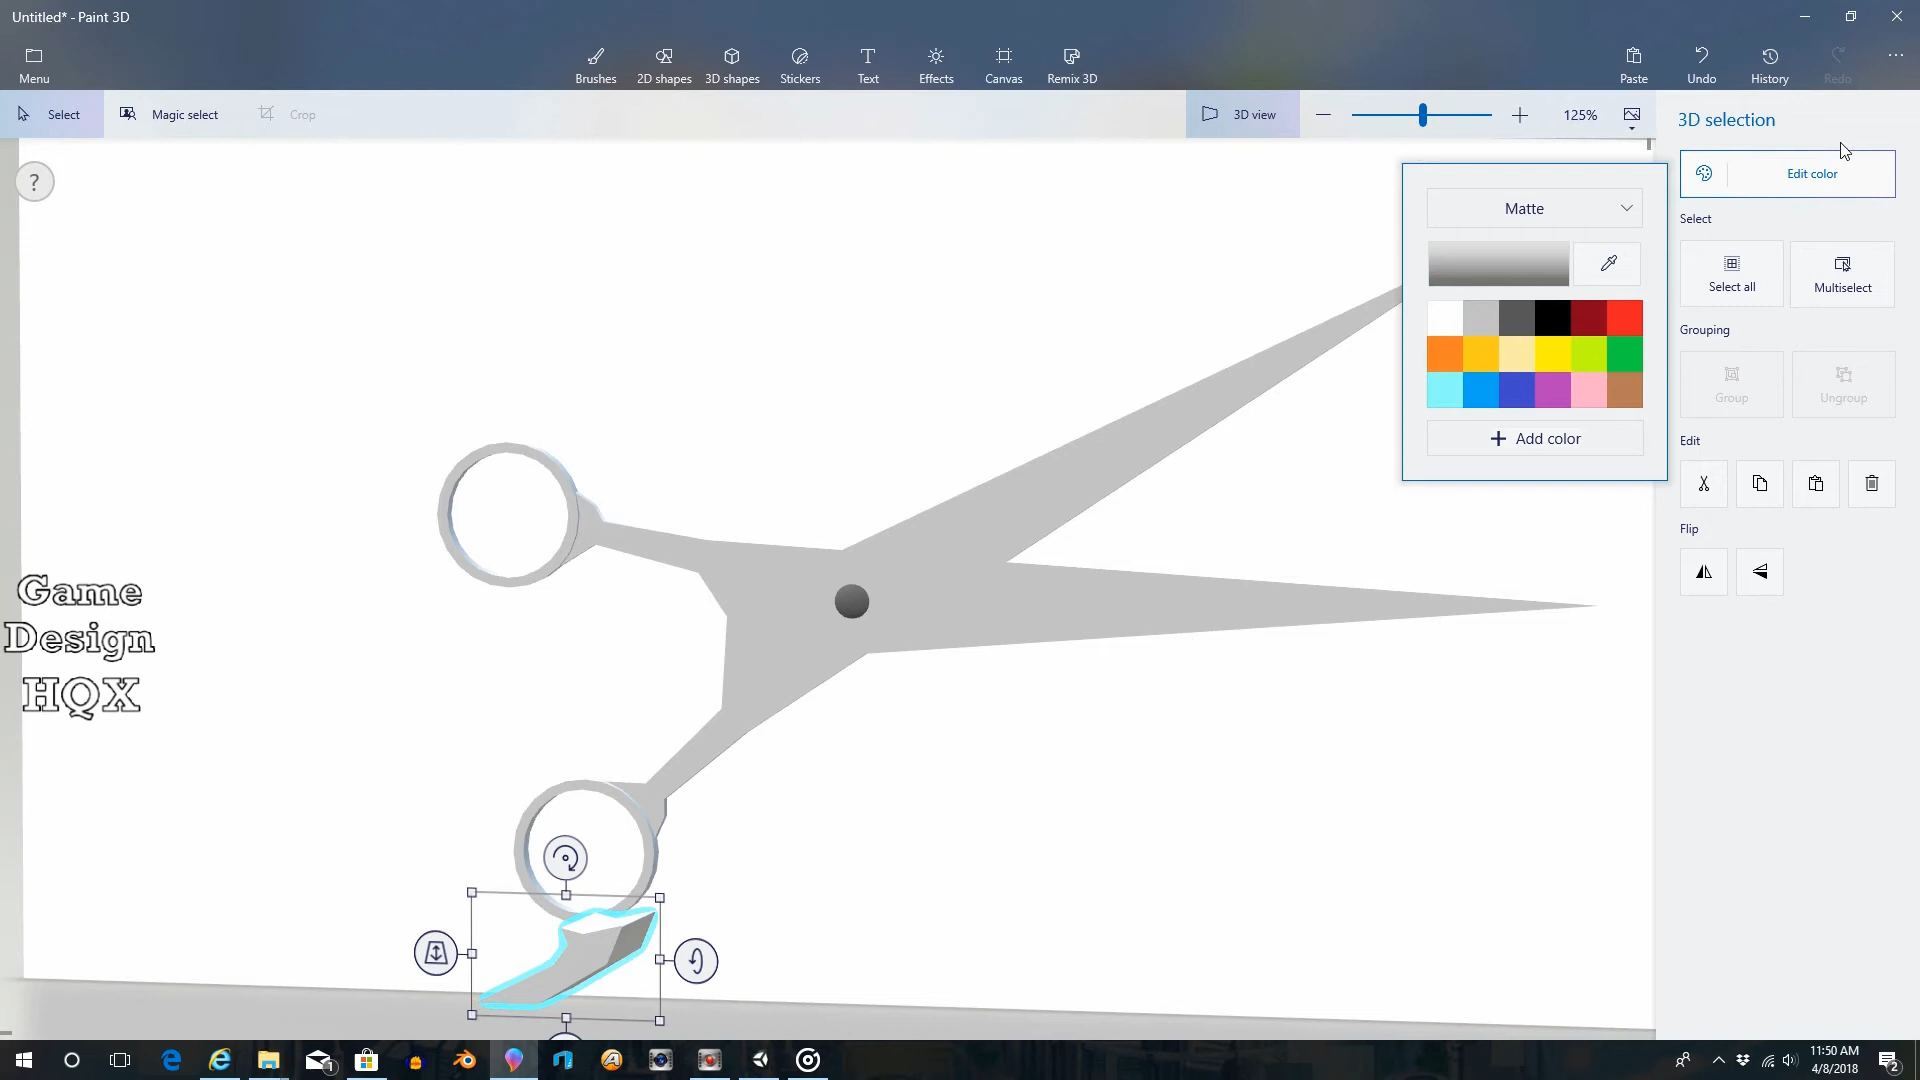 Untitled* - Paint 3D
Menu
Brushes
2D shapes
3D shapes
Stickers
Text
Effects
Canvas
Remix 3D
Paste
Undo
History
Redo
Select
Magic select
Crop
3D view
125%
3D selection
Edit color
Select
Select all
Multiselect
Grouping
Group
Ungroup
Edit
Flip
Matte
Add color
?
Game
Design
HQX
11:50 AM
4/8/2018
1
2